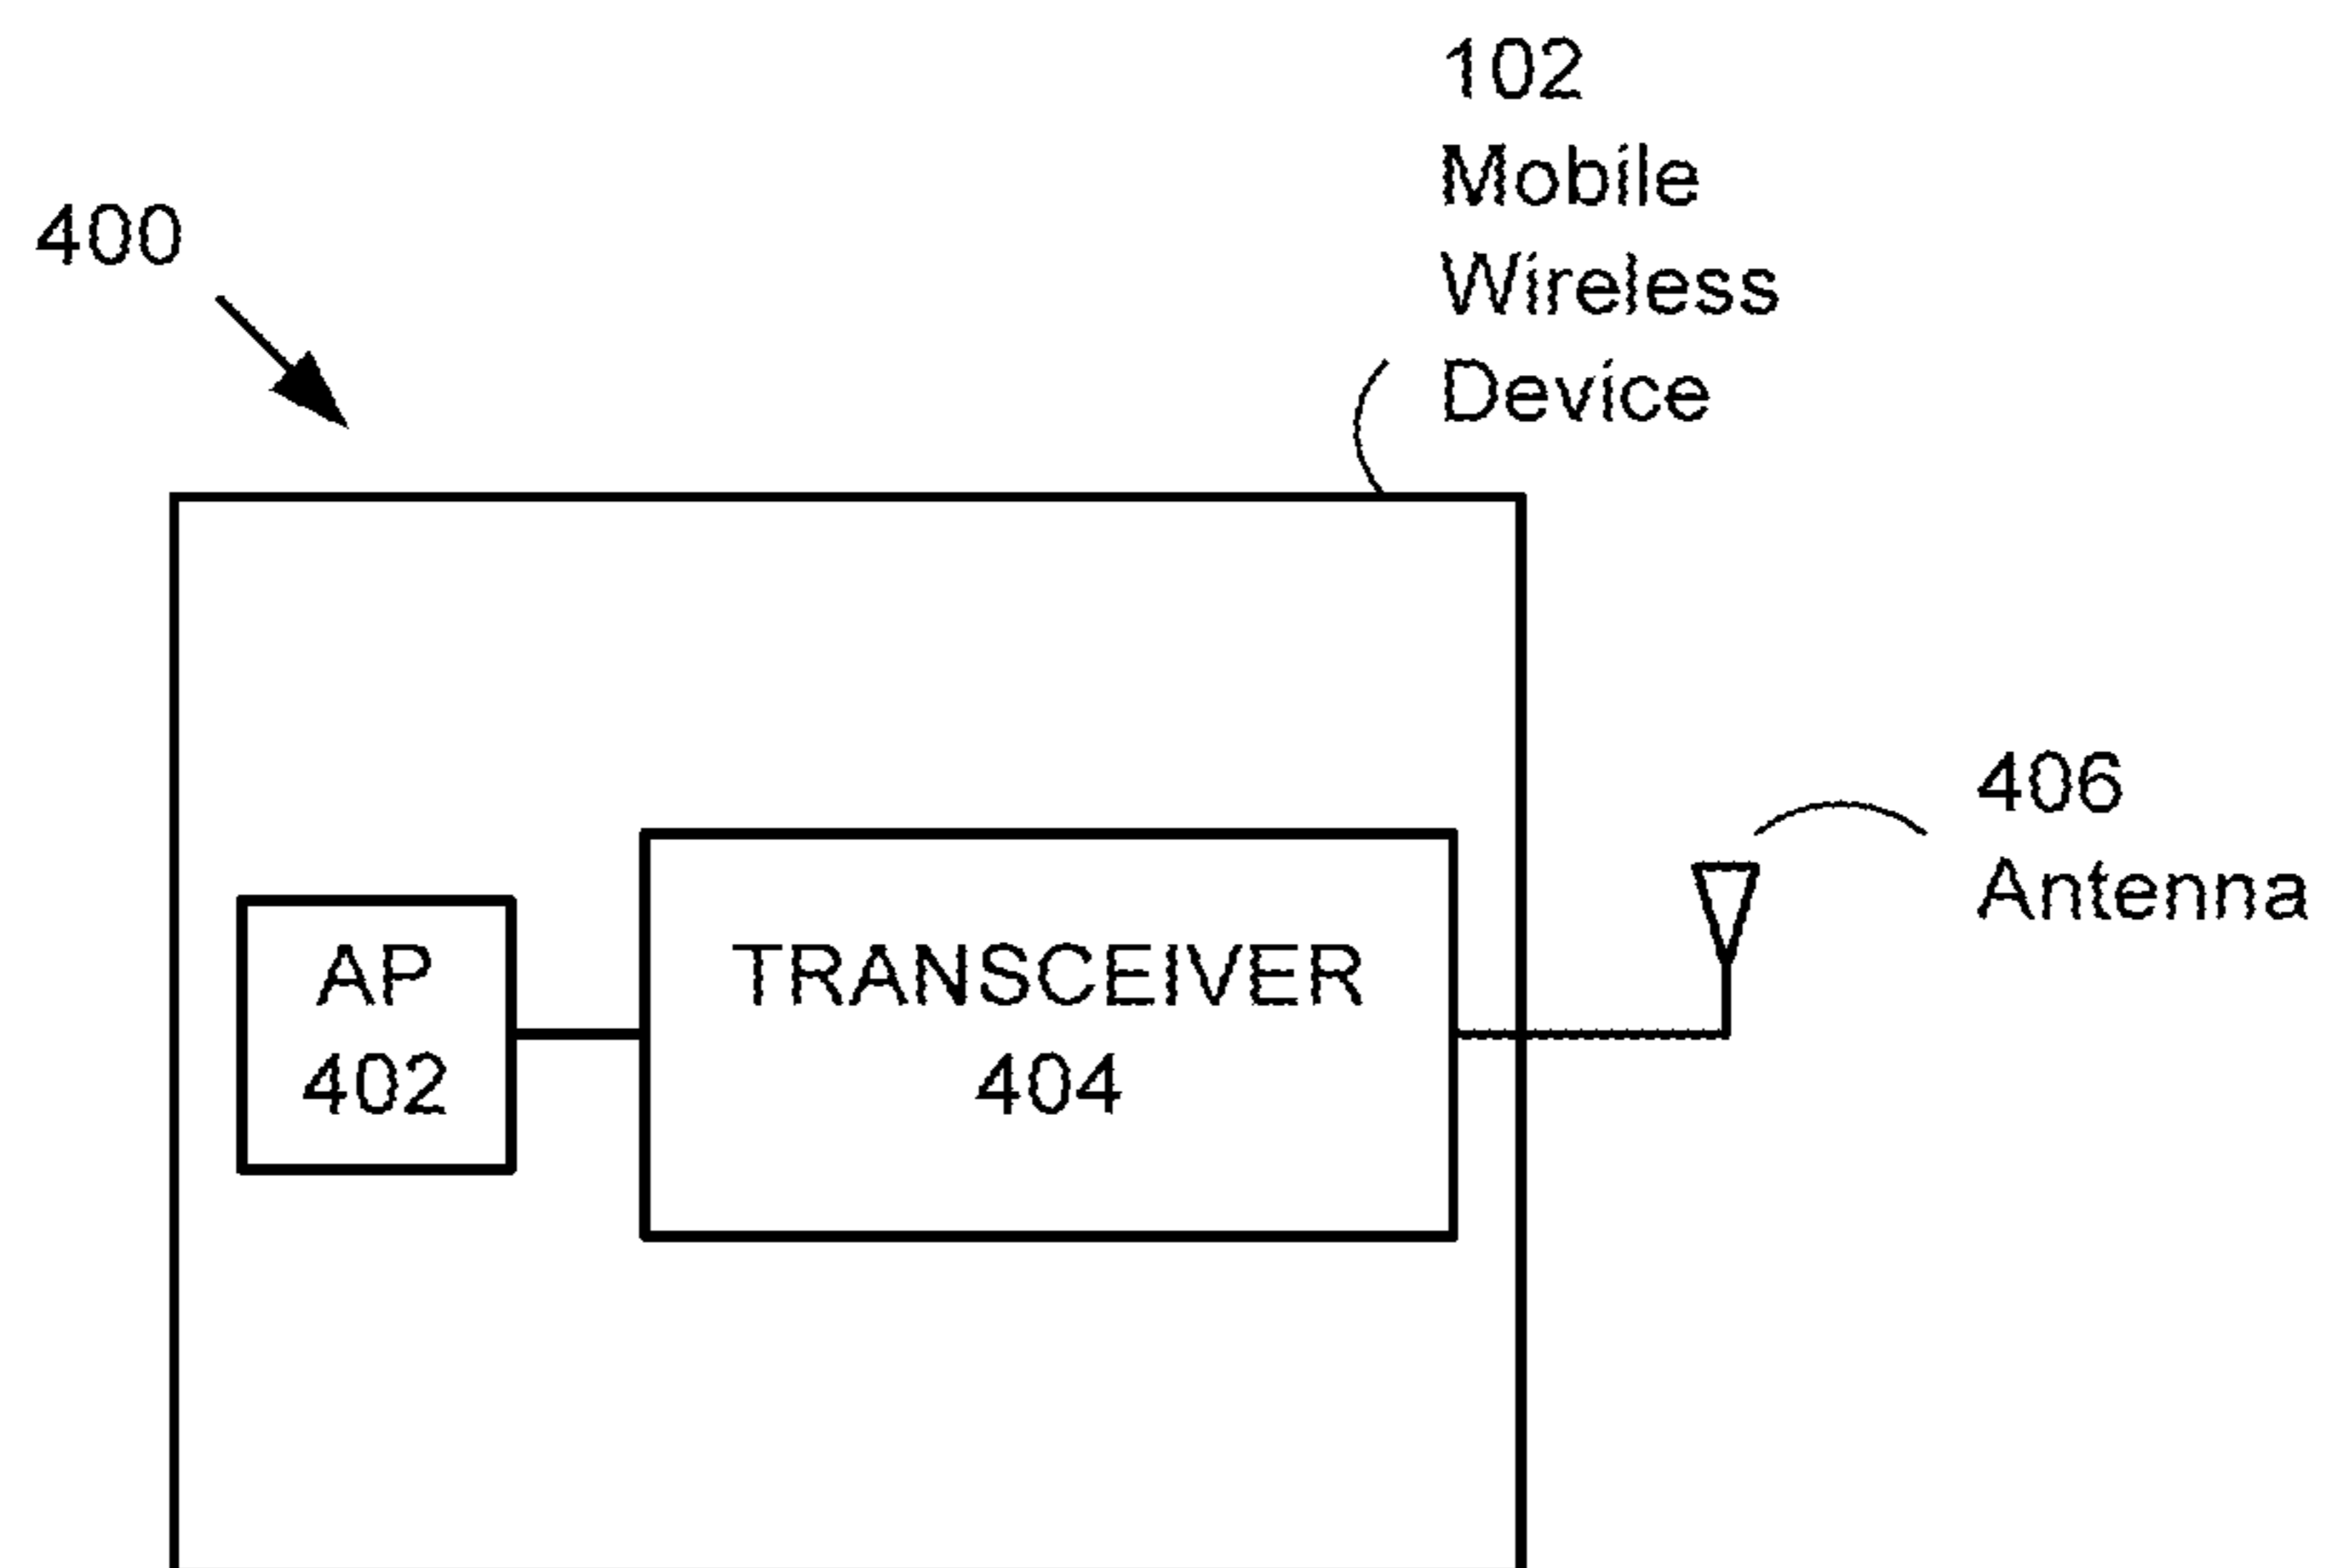 102
Mobile
Wireless
Device
400
406
Antenna
AP
402
TRANSCEIVER
404